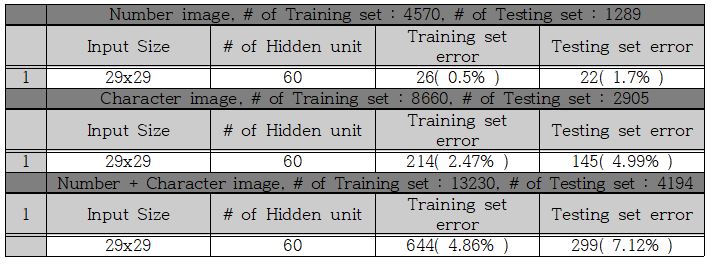 Number image, # of Training set : 4570, # of Testing set : 1289
Input Size # of Hidden unit Training set error Testing set error
1 29x29 60 26( 0.5% ) 22( 1.7% )
Character image, # of Training set : 8660, # of Testing set : 2905
Input Size # of Hidden unit Training set error Testing set error
1 29x29 60 214( 2.47% ) 145( 4.99% )
Number + Character image, # of Training set : 13230, # of Testing set : 4194
1 Input Size # of Hidden unit Training set error Testing set error
29x29 60 644( 4.86% ) 299( 7.12% )